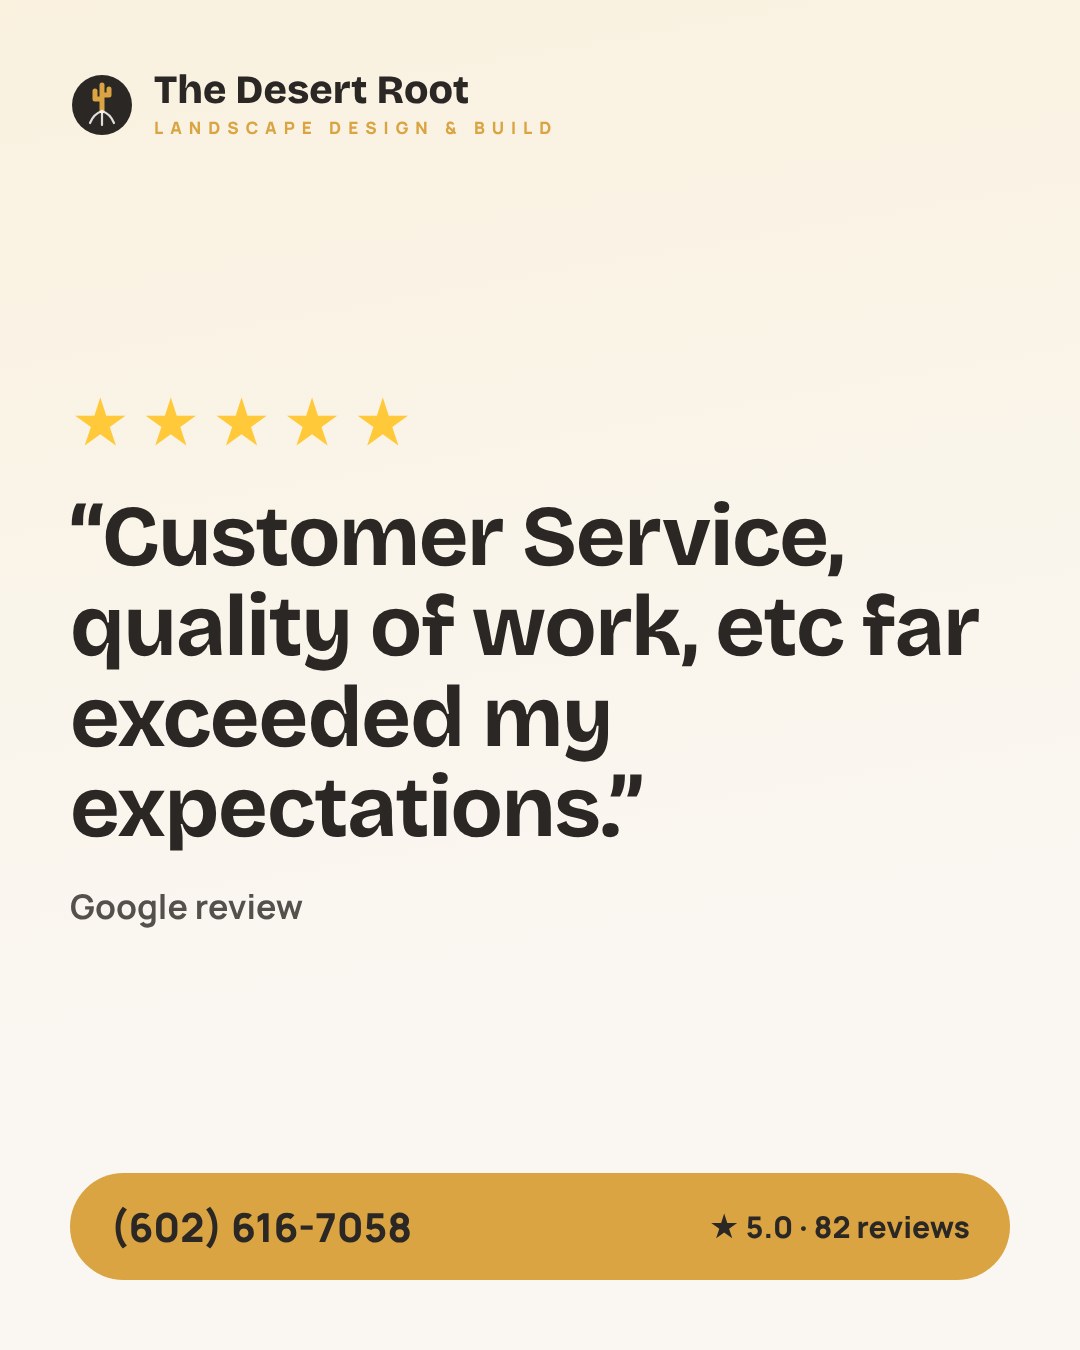 The Desert Root
LANDSCAPE DESIGN & BUILD
★★★★★
“Customer Service,
quality of work, etc far
exceeded my
expectations.”
Google review
(602) 616-7058
★ 5.0 · 82 reviews